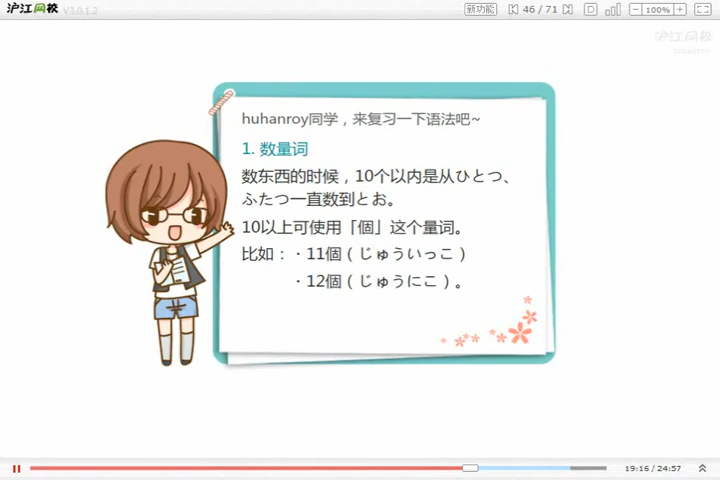 沪江网校 V3.0.1.2
新功能 46 / 71 D 100%
沪江网校
huhanroy同学，来复习一下语法吧~
1. 数量词
数东西的时候，10个以内是从ひとつ、
ふたつ一直数到とお。
10以上可使用「個」这个量词。
比如：・11個（じゅういっこ）
・12個（じゅうにこ）。
19:16 / 24:57